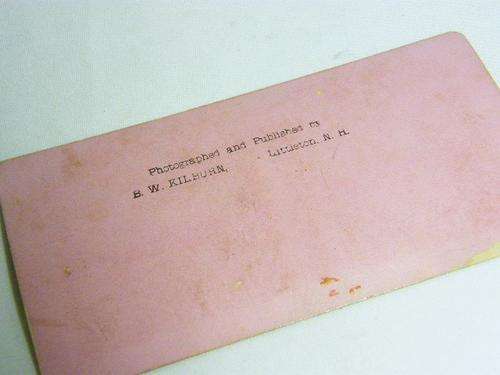 Photographed and Published by
B. W. KILBURN, Littleton, N. H.